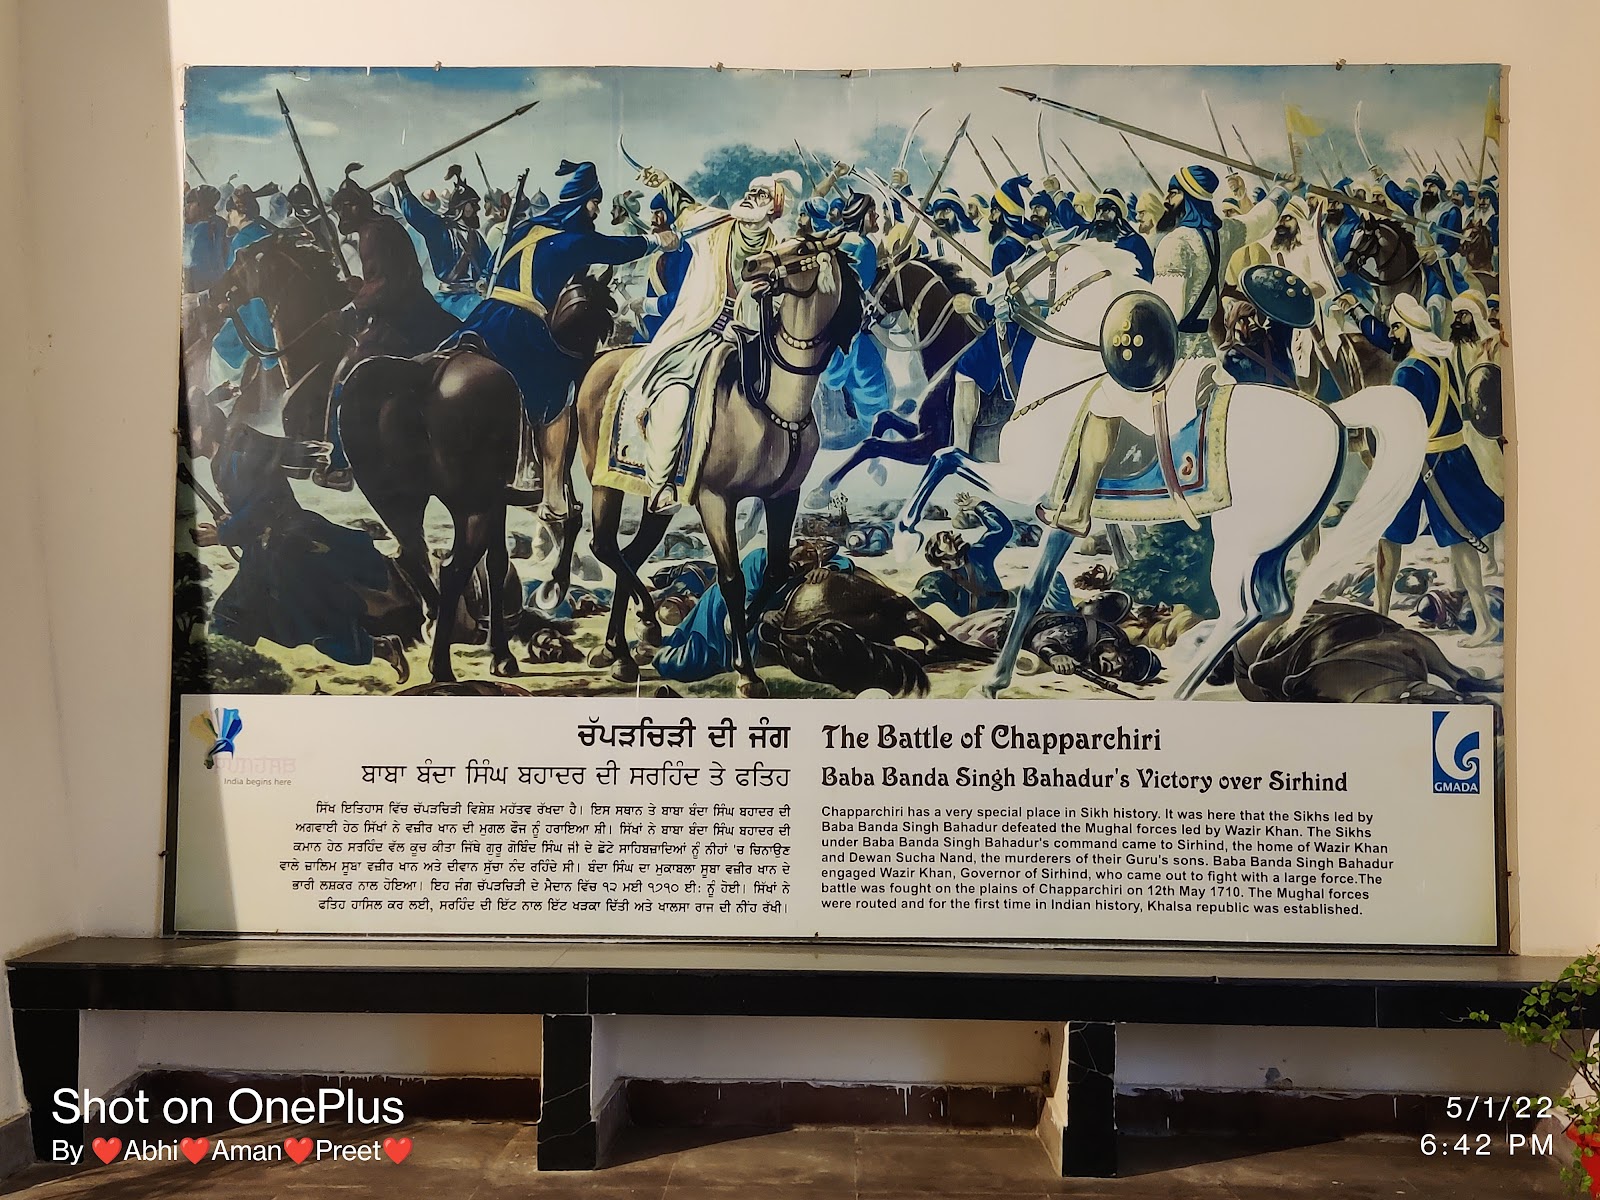 PUNJAB
India begins here
ਚੱਪੜਚਿੜੀ ਦੀ ਜੰਗ
ਬਾਬਾ ਬੰਦਾ ਸਿੰਘ ਬਹਾਦਰ ਦੀ ਸਰਹਿੰਦ ਤੇ ਫਤਿਹ
ਸਿੱਖ ਇਤਿਹਾਸ ਵਿੱਚ ਚੱਪੜਚਿੜੀ ਵਿਸ਼ੇਸ਼ ਮਹੱਤਵ ਰੱਖਦਾ ਹੈ। ਇਸ ਸਥਾਨ ਤੇ ਬਾਬਾ ਬੰਦਾ ਸਿੰਘ ਬਹਾਦਰ ਦੀ
ਅਗਵਾਈ ਹੇਠ ਸਿੱਖਾਂ ਨੇ ਵਜ਼ੀਰ ਖਾਨ ਦੀ ਮੁਗਲ ਫੌਜ ਨੂੰ ਹਰਾਇਆ ਸੀ। ਸਿੱਖਾਂ ਨੇ ਬਾਬਾ ਬੰਦਾ ਸਿੰਘ ਬਹਾਦਰ ਦੀ
ਕਮਾਨ ਹੇਠ ਸਰਹਿੰਦ ਵੱਲ ਕੂਚ ਕੀਤਾ ਜਿੱਥੇ ਗੁਰੂ ਗੋਬਿੰਦ ਸਿੰਘ ਜੀ ਦੇ ਛੋਟੇ ਸਾਹਿਬਜ਼ਾਦਿਆਂ ਨੂੰ ਨੀਹਾਂ 'ਚ ਚਿਨਾਉਣ
ਵਾਲੇ ਜ਼ਾਲਿਮ ਸੂਬਾ ਵਜ਼ੀਰ ਖਾਨ ਅਤੇ ਦੀਵਾਨ ਸੁੱਚਾ ਨੰਦ ਰਹਿੰਦੇ ਸੀ। ਬੰਦਾ ਸਿੰਘ ਦਾ ਮੁਕਾਬਲਾ ਸੂਬਾ ਵਜ਼ੀਰ ਖਾਨ ਦੇ
ਭਾਰੀ ਲਸ਼ਕਰ ਨਾਲ ਹੋਇਆ। ਇਹ ਜੰਗ ਚੱਪੜਚਿੜੀ ਦੇ ਮੈਦਾਨ ਵਿੱਚ ੧੨ ਮਈ ੧੭੧੦ ਈ: ਨੂੰ ਹੋਈ। ਸਿੱਖਾਂ ਨੇ
ਫਤਿਹ ਹਾਸਿਲ ਕਰ ਲਈ, ਸਰਹਿੰਦ ਦੀ ਇੱਟ ਨਾਲ ਇੱਟ ਖੜਕਾ ਦਿੱਤੀ ਅਤੇ ਖਾਲਸਾ ਰਾਜ ਦੀ ਨੀਂਹ ਰੱਖੀ।
The Battle of Chapparchiri
Baba Banda Singh Bahadur's Victory over Sirhind
Chapparchiri has a very special place in Sikh history. It was here that the Sikhs led by
Baba Banda Singh Bahadur defeated the Mughal forces led by Wazir Khan. The Sikhs
under Baba Banda Singh Bahadur's command came to Sirhind, the home of Wazir Khan
and Dewan Sucha Nand, the murderers of their Guru's sons. Baba Banda Singh Bahadur
engaged Wazir Khan, Governor of Sirhind, who came out to fight with a large force.The
battle was fought on the plains of Chapparchiri on 12th May 1710. The Mughal forces
were routed and for the first time in Indian history, Khalsa republic was established.
GMADA
Shot on OnePlus
By ❤️Abhi❤️Aman❤️Preet❤️
5/1/22
6:42 PM